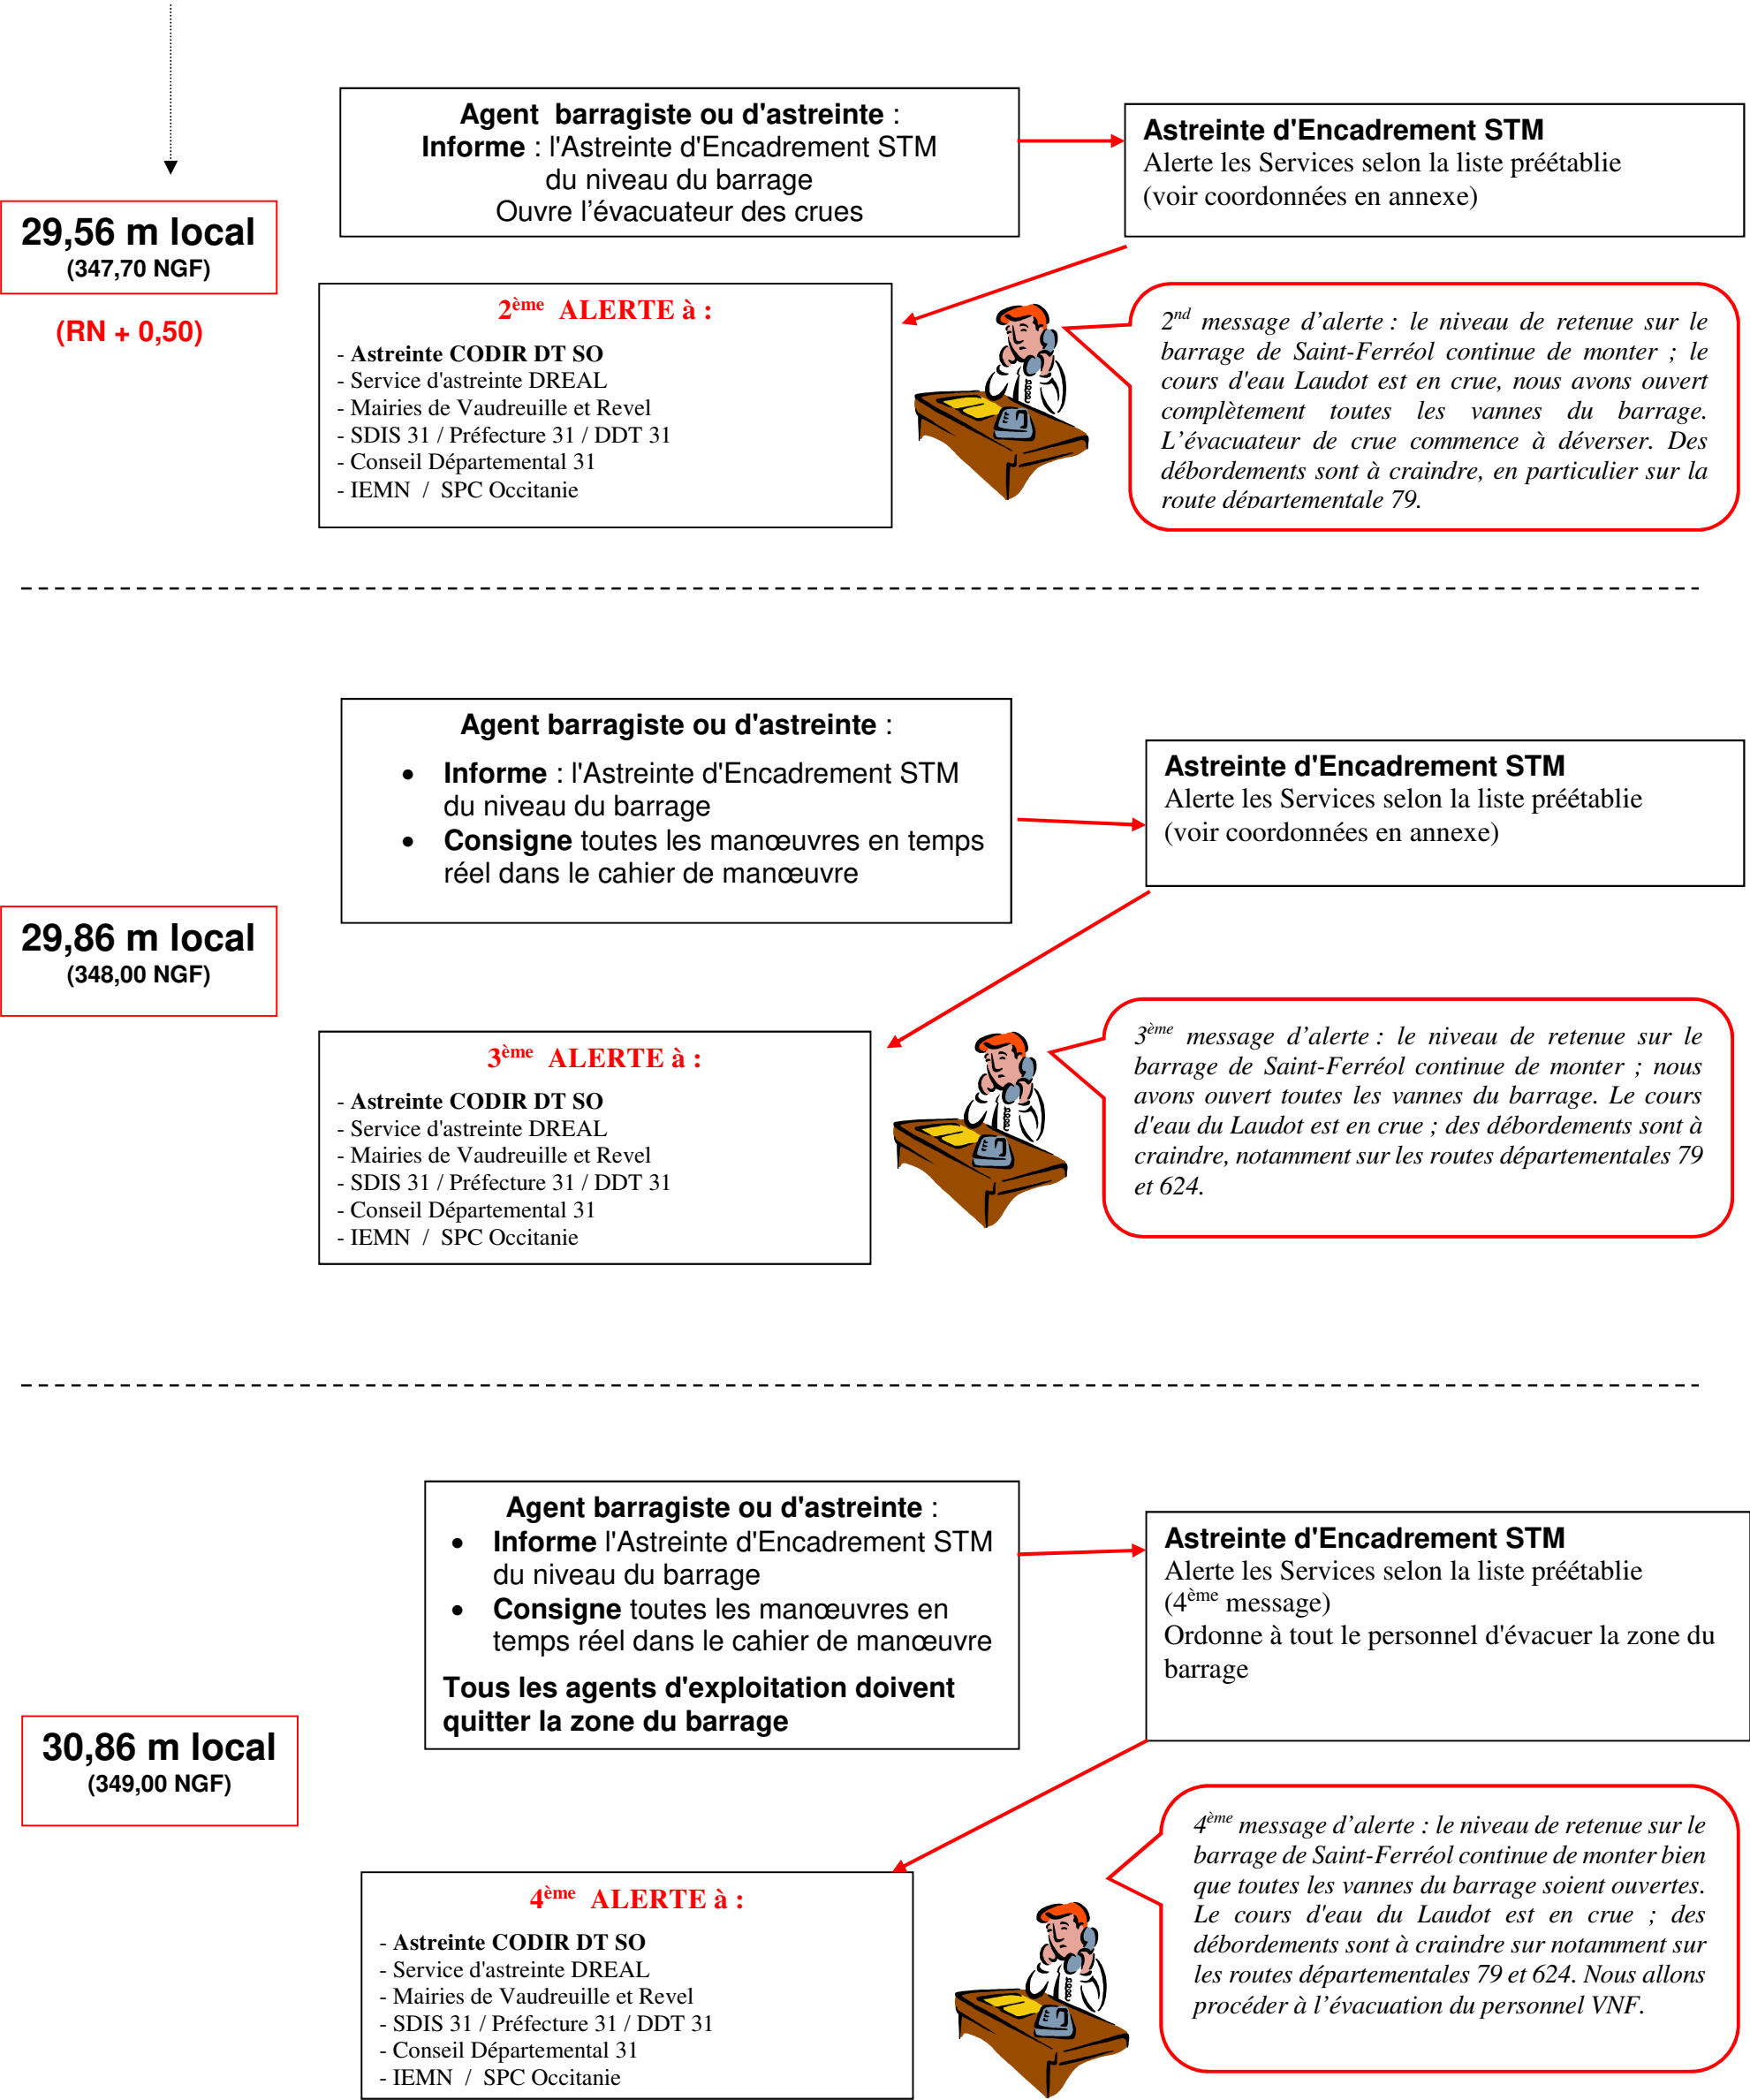 Agent  barragiste ou d'astreinte :
Informe : l'Astreinte d'Encadrement STM
du niveau du barrage
Ouvre l'évacuateur des crues
Astreinte d'Encadrement STM
Alerte les Services selon la liste préétablie
(voir coordonnées en annexe)
29,56 m local
(347,70 NGF)
(RN + 0,50)
2ème  ALERTE à :
- Astreinte CODIR DT SO
- Service d'astreinte DREAL
- Mairies de Vaudreuille et Revel
- SDIS 31 / Préfecture 31 / DDT 31
- Conseil Départemental 31
- IEMN  /  SPC Occitanie
2nd message d'alerte : le niveau de retenue sur le
barrage de Saint-Ferréol continue de monter ; le
cours d'eau Laudot est en crue, nous avons ouvert
complètement toutes les vannes du barrage.
L'évacuateur de crue commence à déverser. Des
débordements sont à craindre, en particulier sur la
route départementale 79.
Agent barragiste ou d'astreinte :
• Informe : l'Astreinte d'Encadrement STM
du niveau du barrage
• Consigne toutes les manœuvres en temps
réel dans le cahier de manœuvre
Astreinte d'Encadrement STM
Alerte les Services selon la liste préétablie
(voir coordonnées en annexe)
29,86 m local
(348,00 NGF)
3ème  ALERTE à :
- Astreinte CODIR DT SO
- Service d'astreinte DREAL
- Mairies de Vaudreuille et Revel
- SDIS 31 / Préfecture 31 / DDT 31
- Conseil Départemental 31
- IEMN  /  SPC Occitanie
3ème message d'alerte : le niveau de retenue sur le
barrage de Saint-Ferréol continue de monter ; nous
avons ouvert toutes les vannes du barrage. Le cours
d'eau du Laudot est en crue ; des débordements sont à
craindre, notamment sur les routes départementales 79
et 624.
Agent barragiste ou d'astreinte :
• Informe l'Astreinte d'Encadrement STM
du niveau du barrage
• Consigne toutes les manœuvres en
temps réel dans le cahier de manœuvre
Tous les agents d'exploitation doivent
quitter la zone du barrage
Astreinte d'Encadrement STM
Alerte les Services selon la liste préétablie
(4ème message)
Ordonne à tout le personnel d'évacuer la zone du
barrage
30,86 m local
(349,00 NGF)
4ème  ALERTE à :
- Astreinte CODIR DT SO
- Service d'astreinte DREAL
- Mairies de Vaudreuille et Revel
- SDIS 31 / Préfecture 31 / DDT 31
- Conseil Départemental 31
- IEMN  /  SPC Occitanie
4ème message d'alerte : le niveau de retenue sur le
barrage de Saint-Ferréol continue de monter bien
que toutes les vannes du barrage soient ouvertes.
Le cours d'eau du Laudot est en crue ; des
débordements sont à craindre sur notamment sur
les routes départementales 79 et 624. Nous allons
procéder à l'évacuation du personnel VNF.